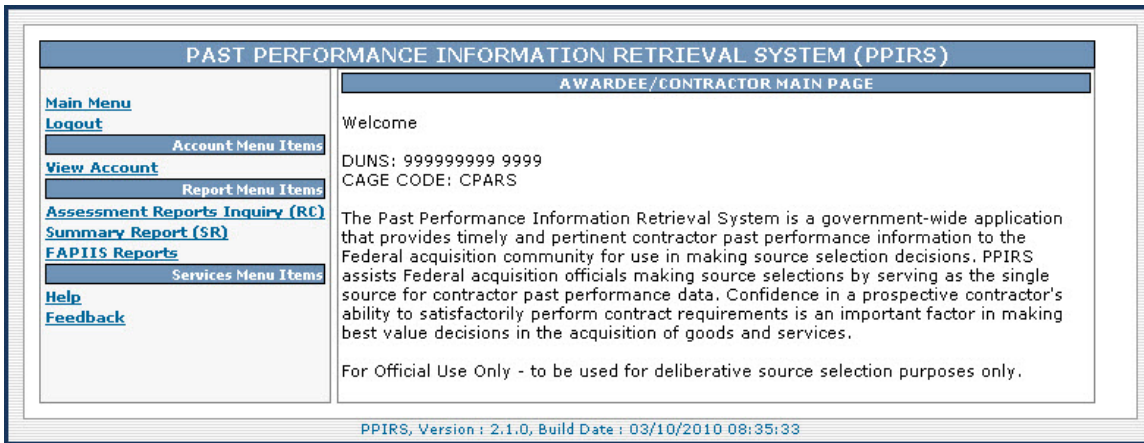 PAST PERFORMANCE INFORMATION RETRIEVAL SYSTEM (PPIRS)
Main Menu
Logout
Account Menu Items
View Account
Report Menu Items
Assessment Reports Inquiry (RC)
Summary Report (SR)
FAPIIS Reports
Services Menu Items
Help
Feedback
AWARDEE/CONTRACTOR MAIN PAGE
Welcome
DUNS: 999999999 9999
CAGE CODE: CPARS
The Past Performance Information Retrieval System is a government-wide application
that provides timely and pertinent contractor past performance information to the
Federal acquisition community for use in making source selection decisions. PPIRS
assists Federal acquisition officials making source selections by serving as the single
source for contractor past performance data. Confidence in a prospective contractor's
ability to satisfactorily perform contract requirements is an important factor in making
best value decisions in the acquisition of goods and services.
For Official Use Only - to be used for deliberative source selection purposes only.
PPIRS, Version : 2.1.0, Build Date : 03/10/2010 08:35:33